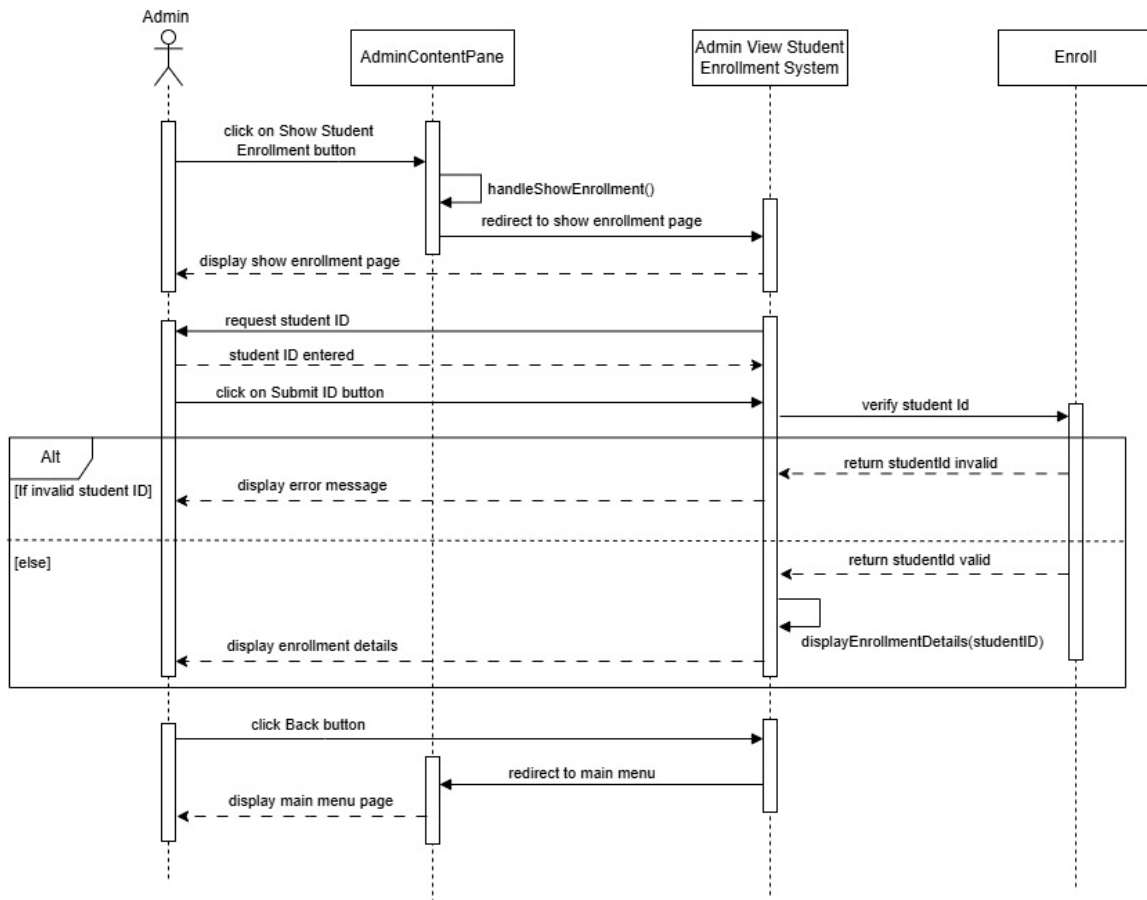 Admin
AdminContentPane
Admin View Student
Enrollment System
Enroll
click on Show Student
Enrollment button
handleShowEnrollment()
redirect to show enrollment page
display show enrollment page
request student ID
student ID entered
click on Submit ID button
verify student Id
Alt
return studentId invalid
[If invalid student ID]
display error message
[else]
return studentId valid
displayEnrollmentDetails(studentID)
display enrollment details
click Back button
redirect to main menu
display main menu page